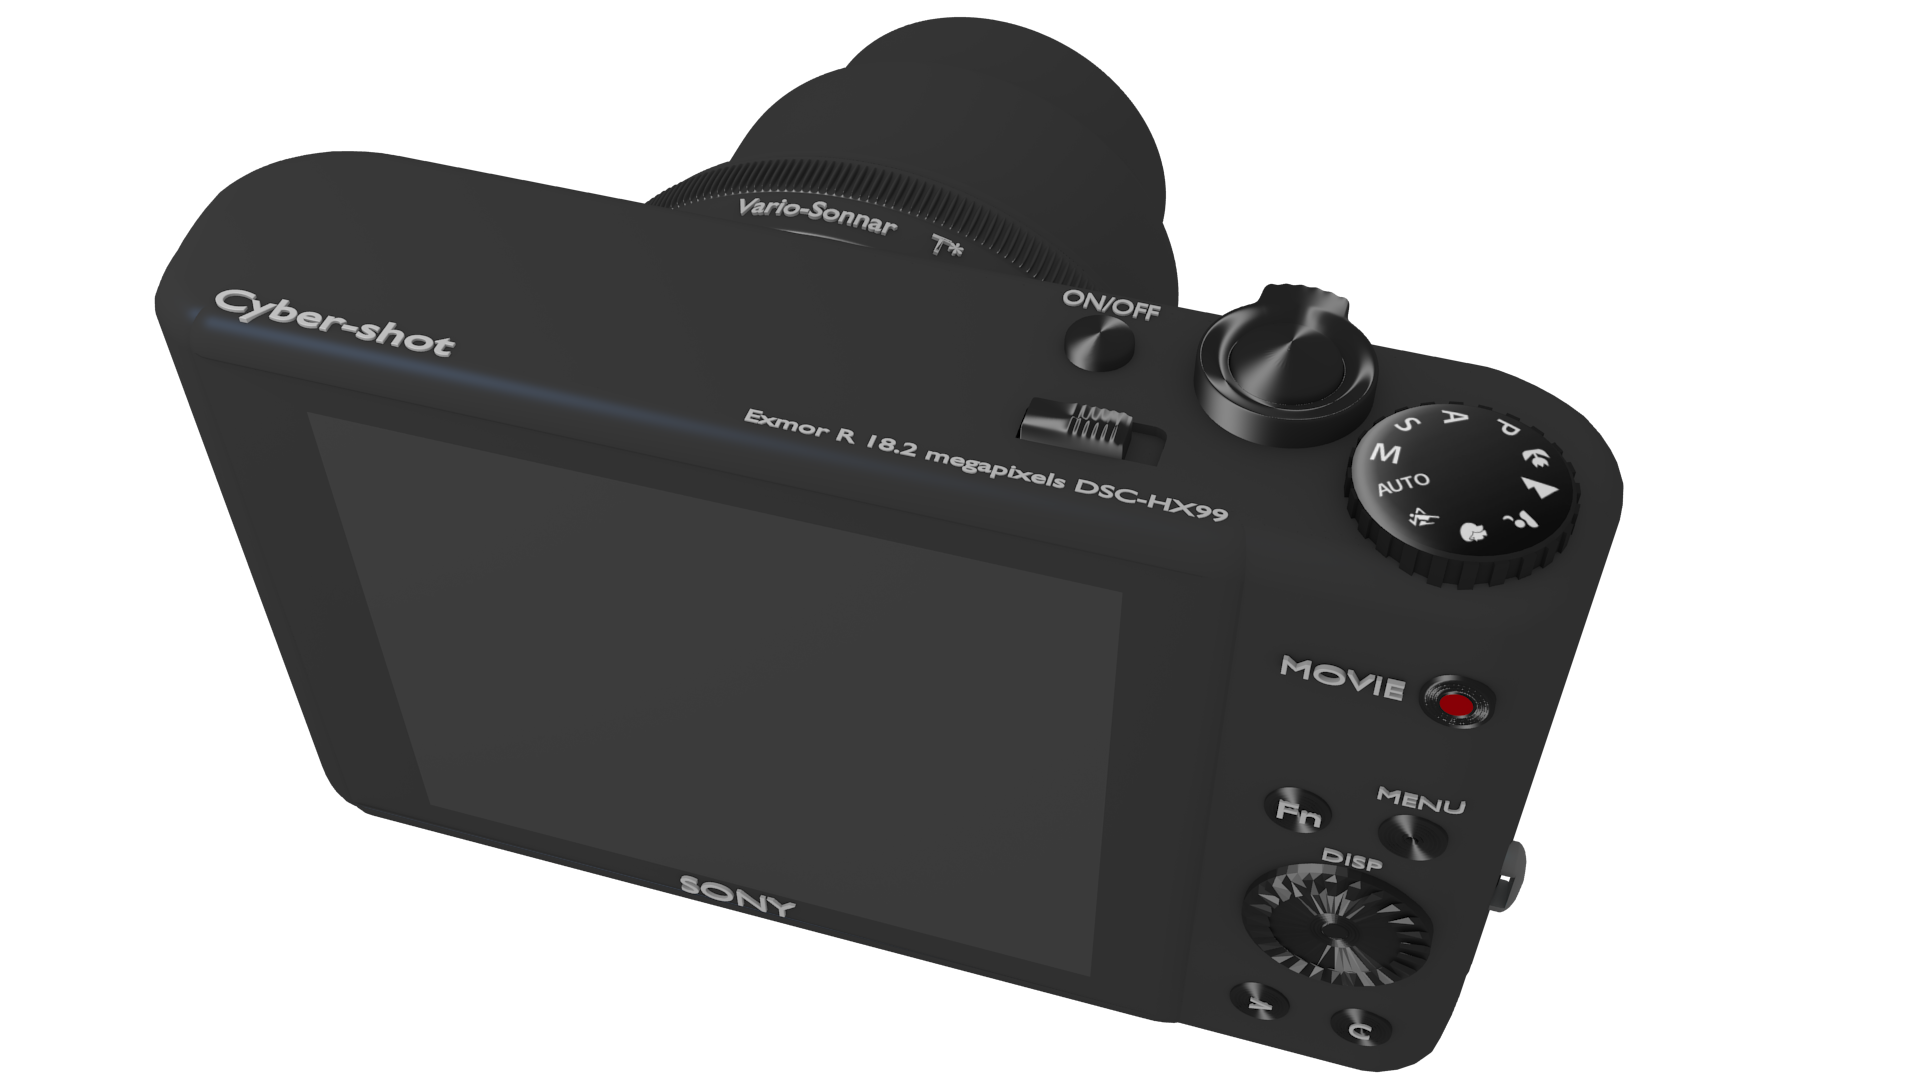 Vario-Sonnar T*
ON/OFF
Cyber-shot
Exmor R 18.2 megapixels DSC-HX99
P
A
S
M
AUTO
MOVIE
MENU
Fn
DISP
SONY
C